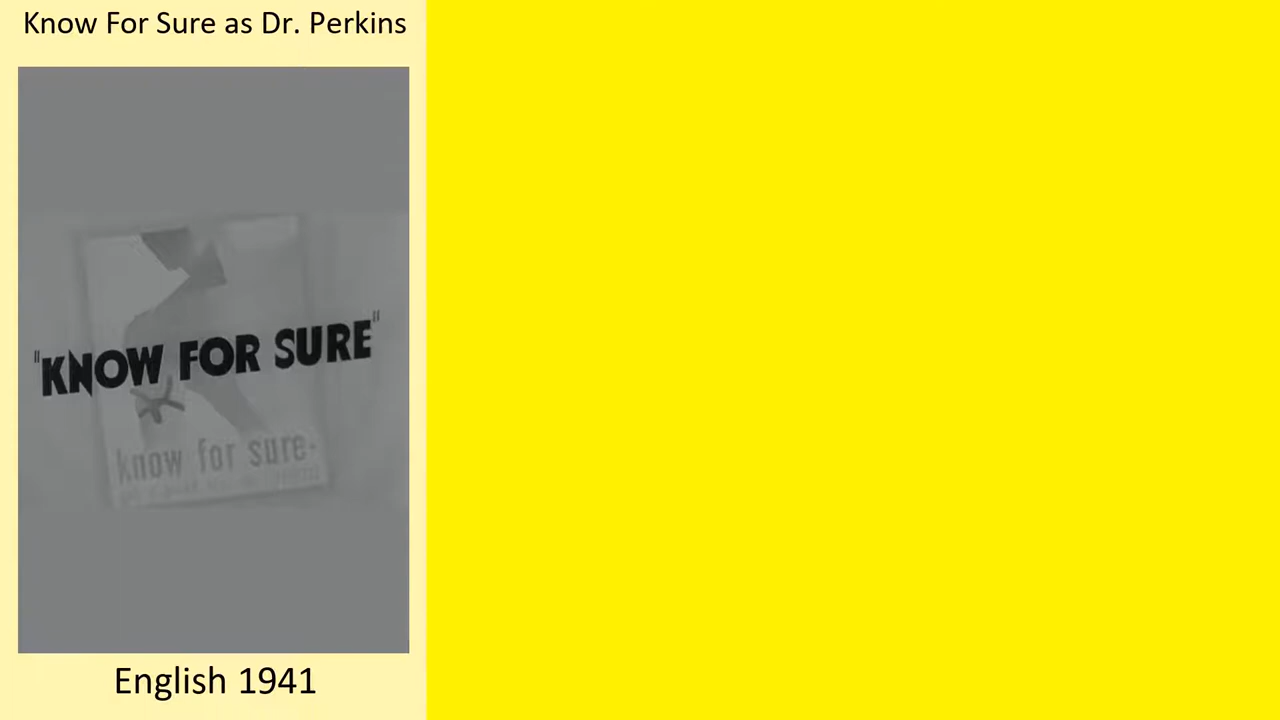 Know For Sure as Dr. Perkins
"KNOW FOR SURE"
know for sure-
English 1941